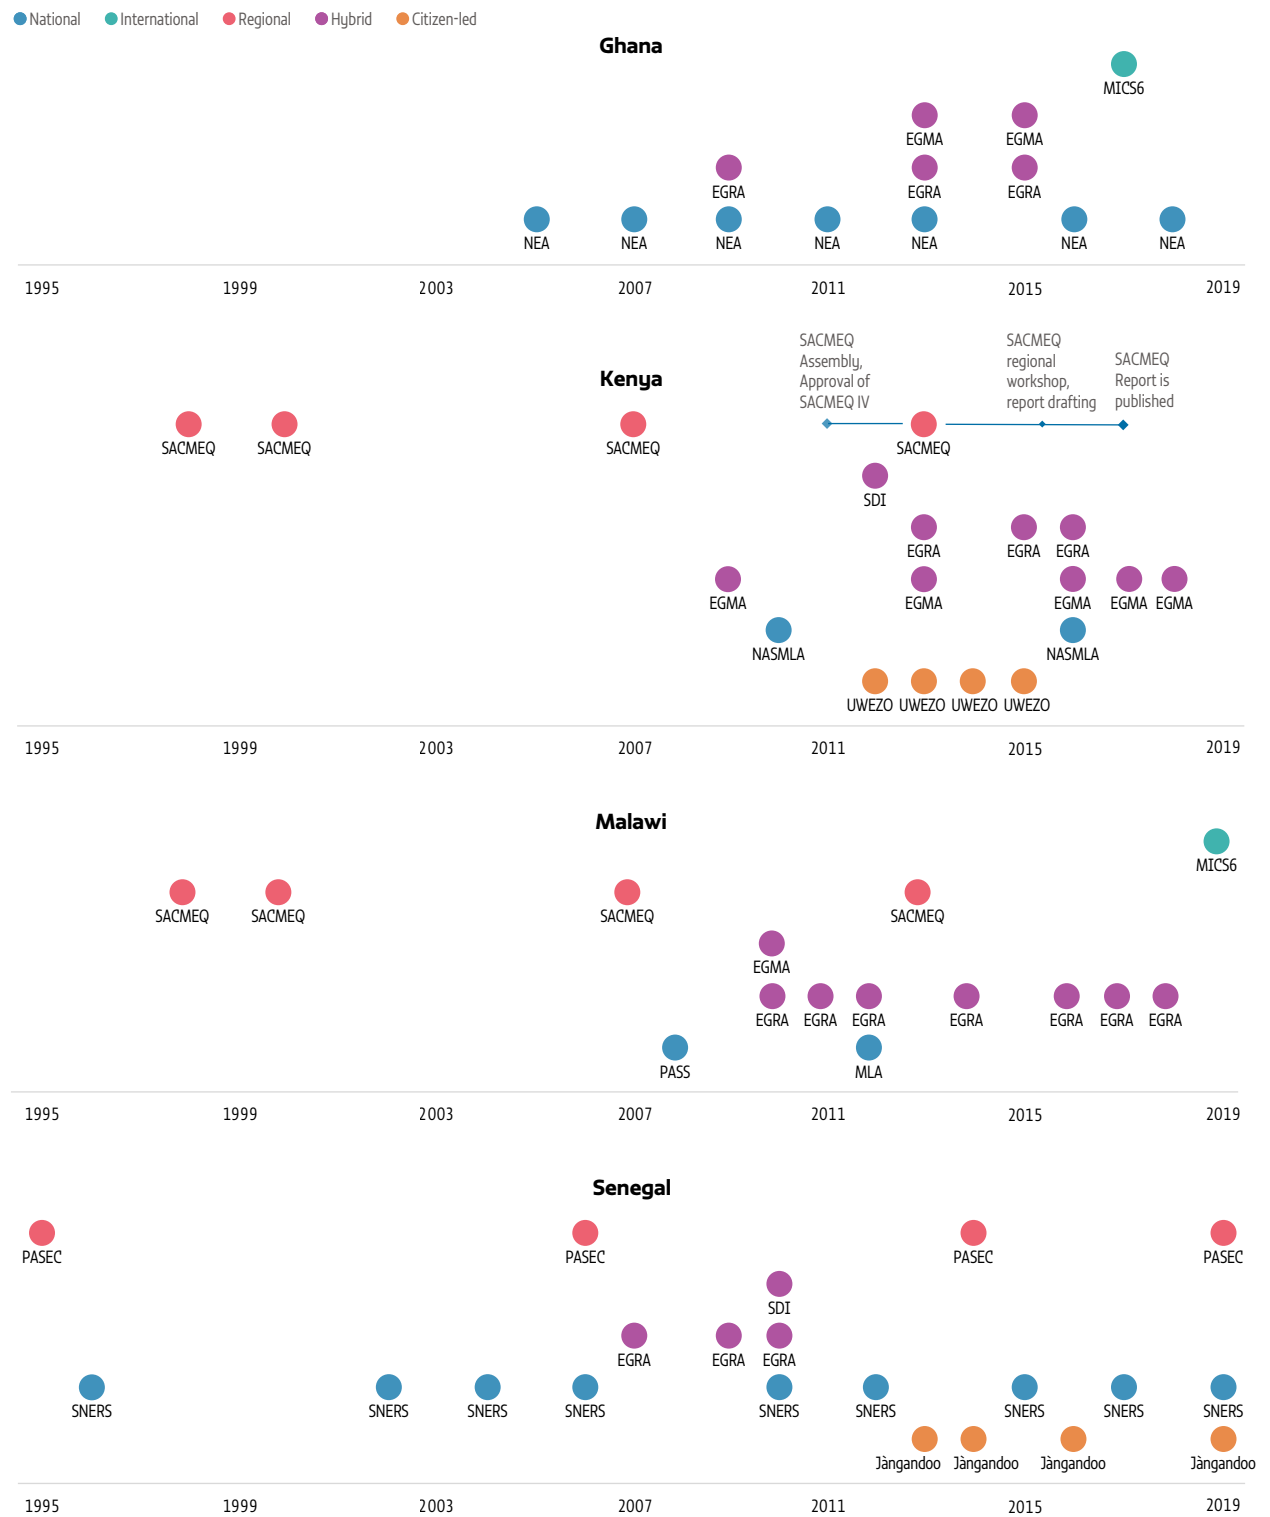 National International Regional Hybrid Citizen-led
Ghana
MICS6
EGMA EGMA
EGRA EGRA EGRA
NEA NEA NEA NEA NEA NEA NEA
1995 1999 2003 2007 2011 2015 2019
Kenya
SACMEQ
Assembly,
Approval of
SACMEQ IV
SACMEQ
regional
workshop,
report drafting
SACMEQ
Report is
published
SACMEQ SACMEQ SACMEQ SACMEQ
SDI
EGRA EGRA EGRA
EGMA EGMA EGMA EGMA EGMA
NASMLA NASMLA
UWEZO UWEZO UWEZO UWEZO
1995 1999 2003 2007 2011 2015 2019
Malawi
MICS6
SACMEQ SACMEQ SACMEQ SACMEQ
EGMA
EGRA EGRA EGRA EGRA EGRA EGRA EGRA
PASS MLA
1995 1999 2003 2007 2011 2015 2019
Senegal
PASEC PASEC PASEC PASEC
SDI
EGRA EGRA EGRA
SNERS SNERS SNERS SNERS SNERS SNERS SNERS SNERS SNERS
Jàngandoo Jàngandoo Jàngandoo Jàngandoo
1995 1999 2003 2007 2011 2015 2019